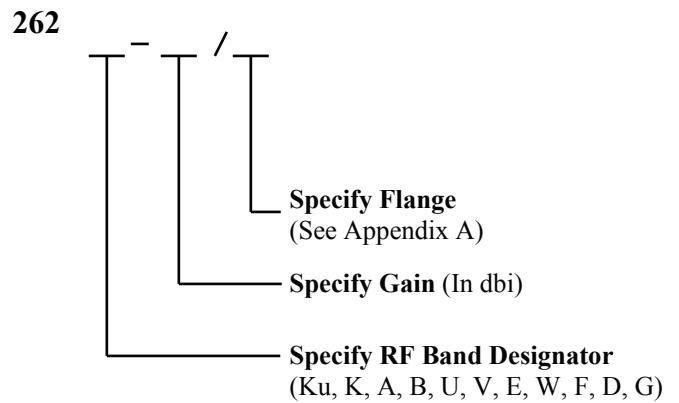 262
_ - _ / _
Specify Flange
(See Appendix A)
Specify Gain (In dbi)
Specify RF Band Designator
(Ku, K, A, B, U, V, E, W, F, D, G)